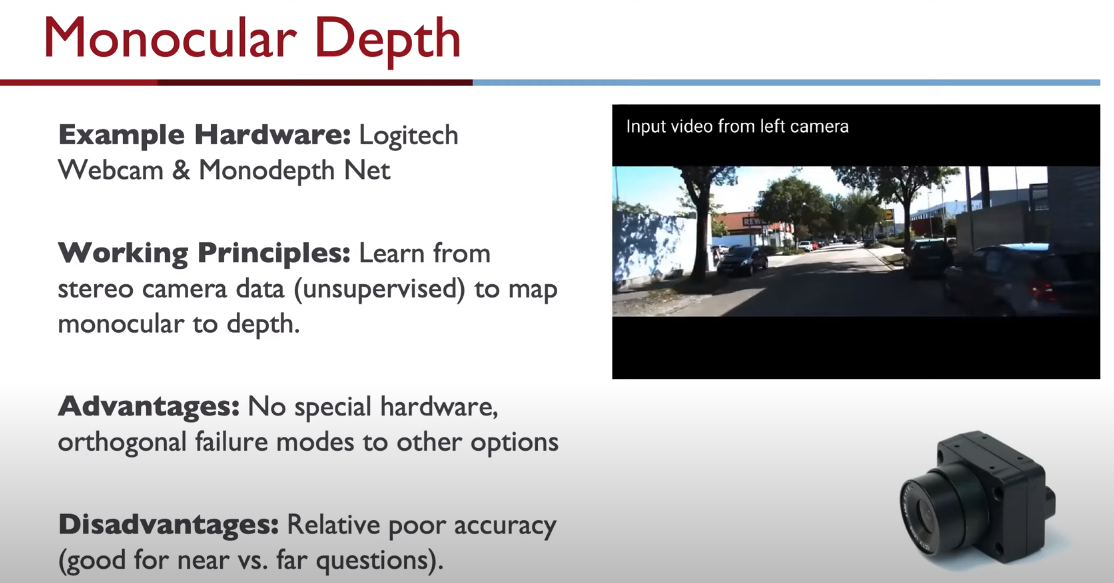 Monocular Depth
Example Hardware: Logitech
Webcam & Monodepth Net
Working Principles: Learn from
stereo camera data (unsupervised) to map
monocular to depth.
Advantages: No special hardware,
orthogonal failure modes to other options
Disadvantages: Relative poor accuracy
(good for near vs. far questions).
Input video from left camera